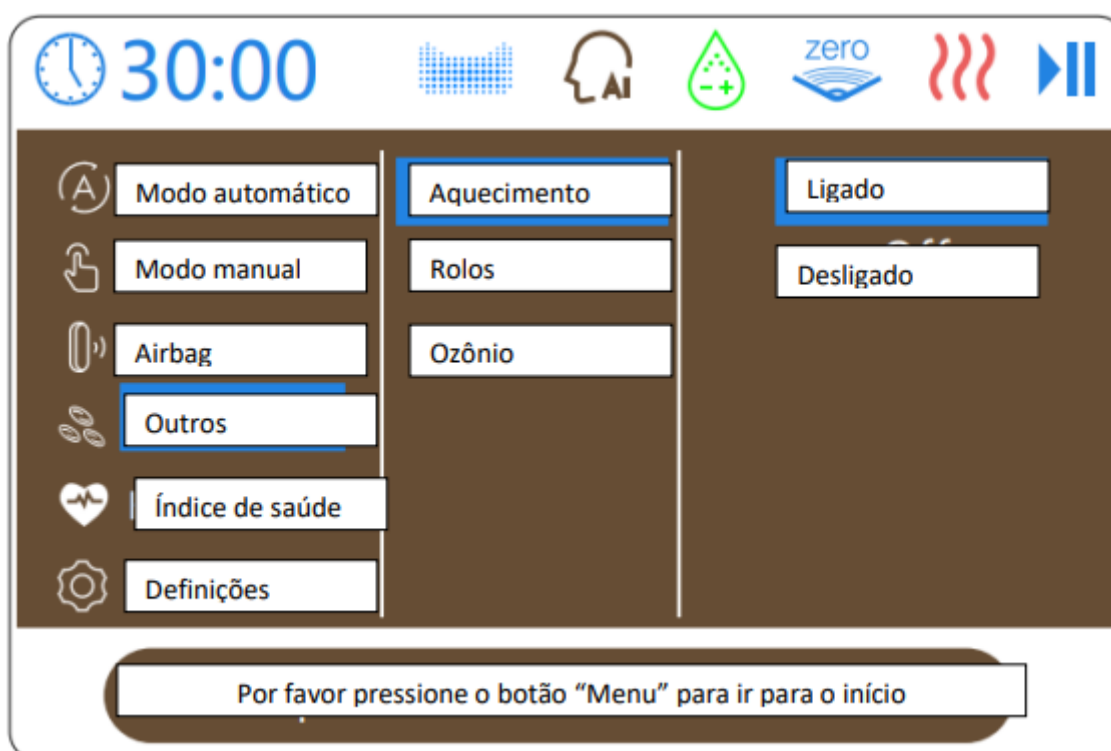 30:00
AI
zero
A
Modo automático
Aquecimento
Ligado
Modo manual
Rolos
Desligado
Airbag
Ozônio
Outros
Índice de saúde
Definições
Por favor pressione o botão “Menu” para ir para o início